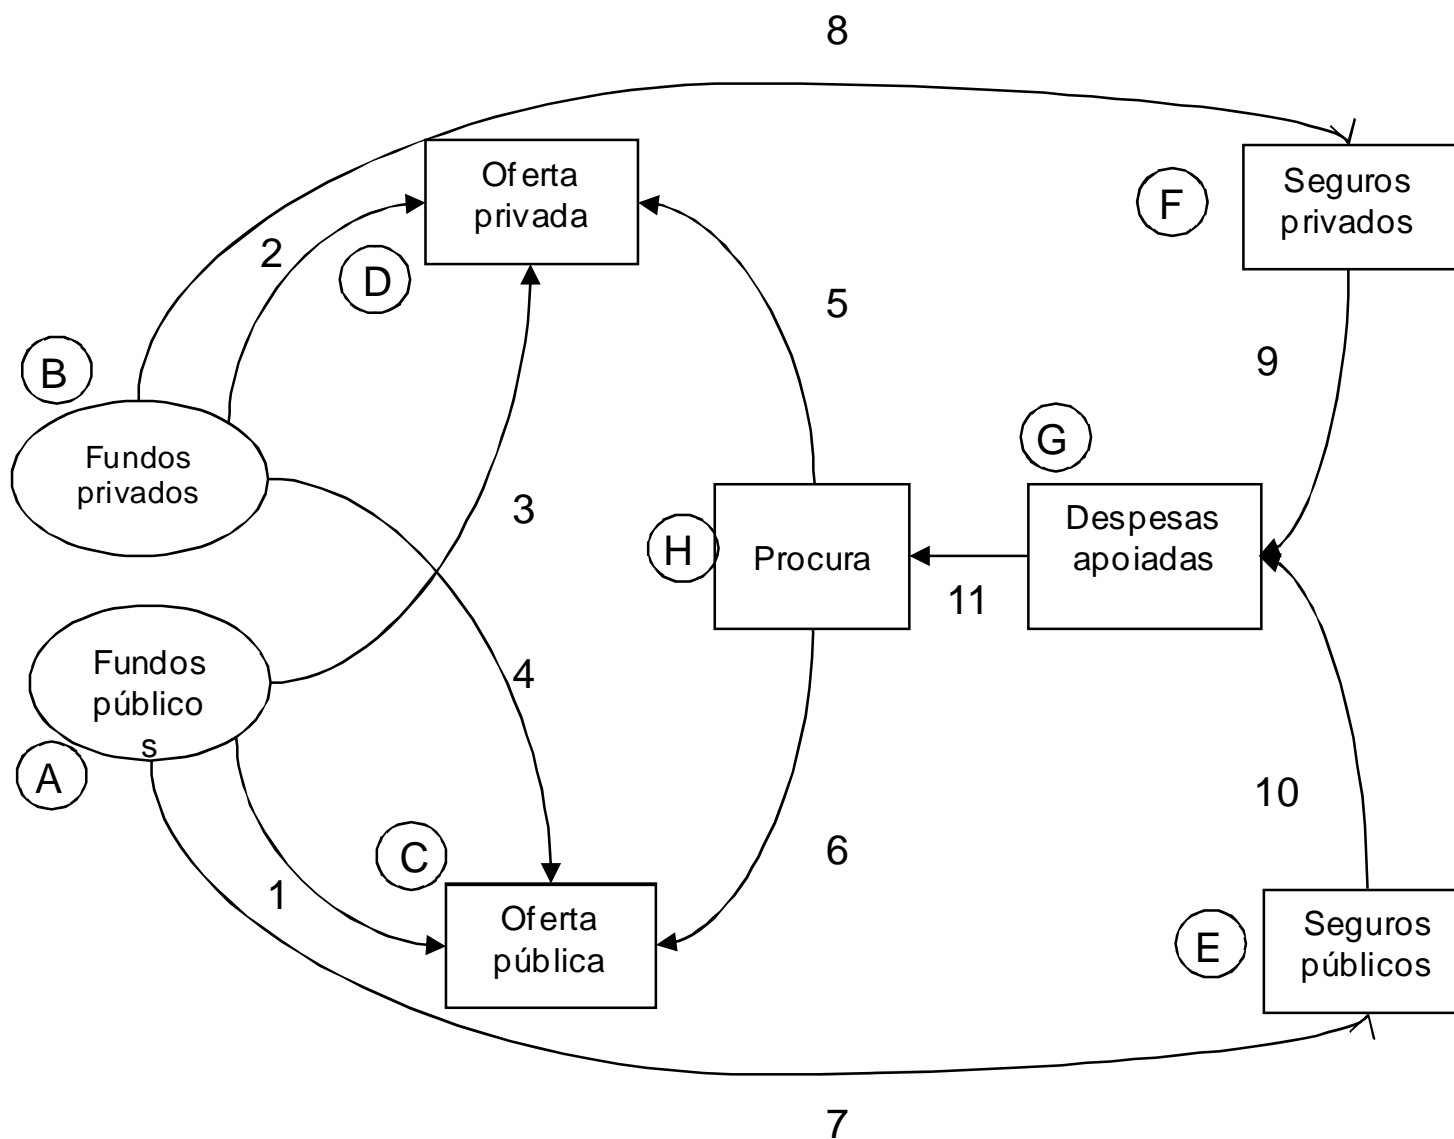 8
Oferta
privada
Seguros
privados
F
2
D
5
B
9
G
Fundos
privados
3
Despesas
apoiadas
H
Procura
11
Fundos
público
s
4
A
10
C
6
1
Oferta
pública
Seguros
públicos
E
7